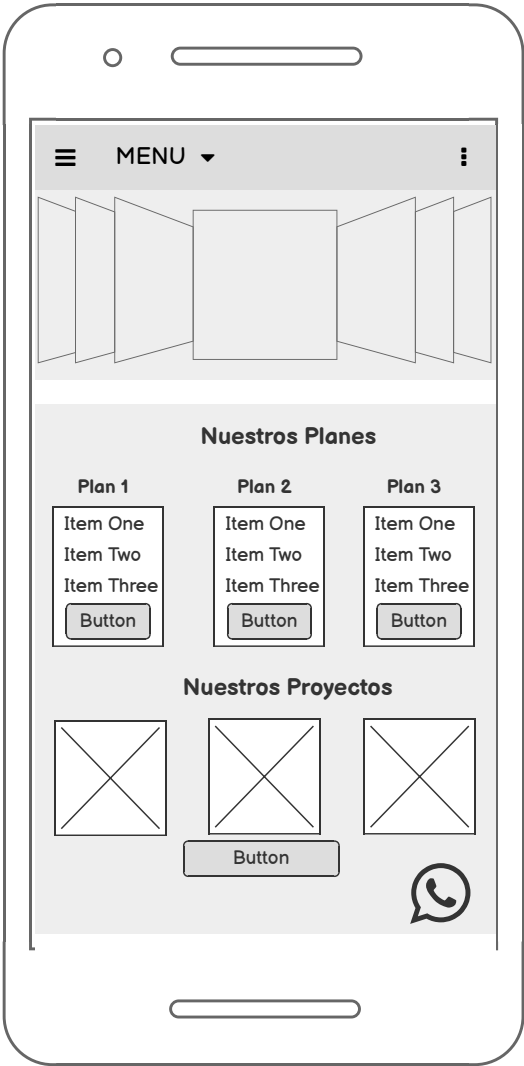 MENU
Nuestros Planes
Plan 1 Plan 2 Plan 3
Item One Item One Item One
Item Two Item Two Item Two
Item Three Item Three Item Three
Button Button Button
Nuestros Proyectos
Button